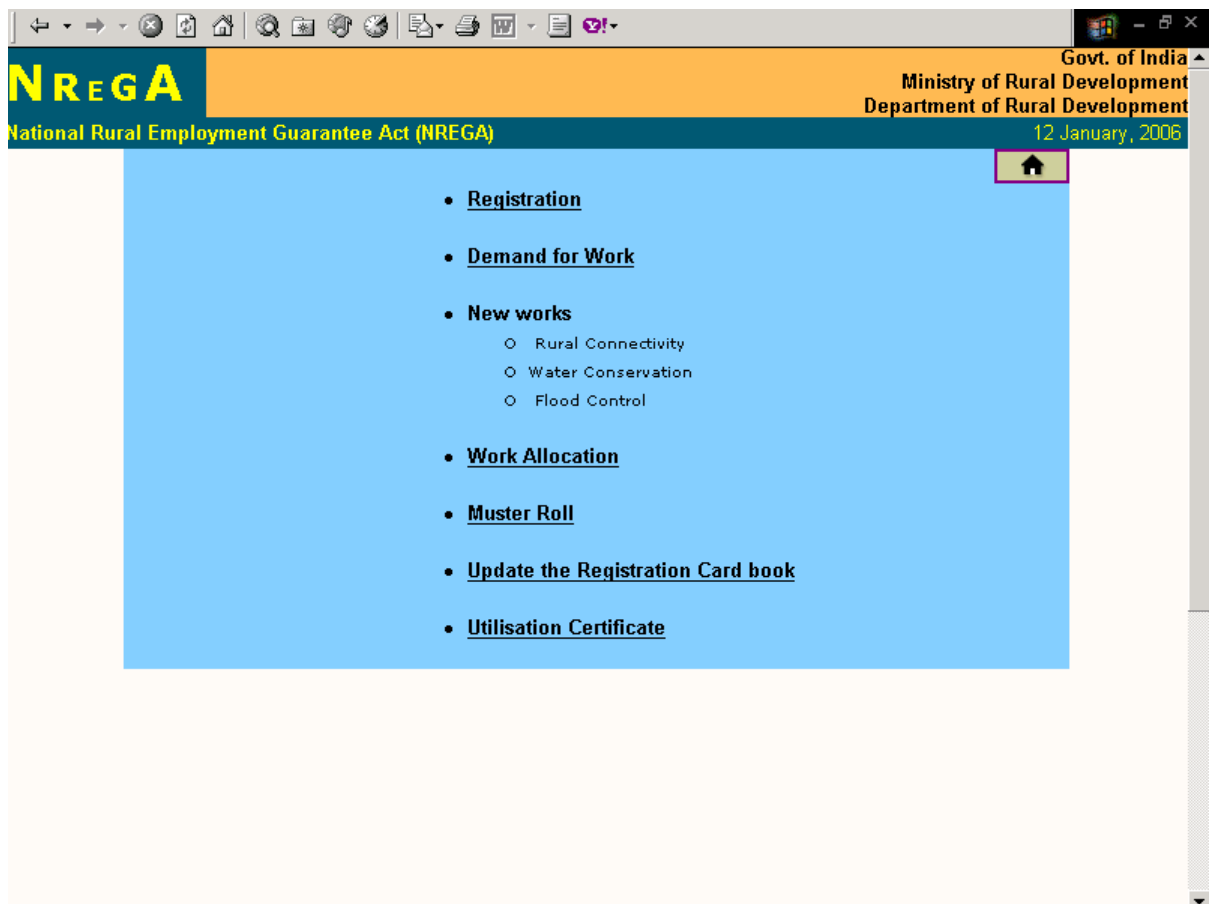 NREGA
Govt. of India
Ministry of Rural Development
Department of Rural Development
National Rural Employment Guarantee Act (NREGA)
12 January, 2006
Registration
Demand for Work
New works
Rural Connectivity
Water Conservation
Flood Control
Work Allocation
Muster Roll
Update the Registration Card book
Utilisation Certificate